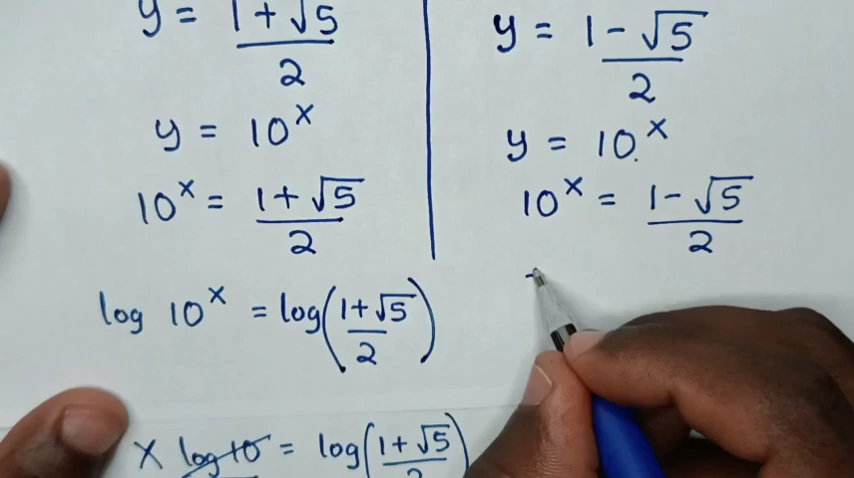 y = (1 + √5)/2
y = 10^x
10^x = (1 + √5)/2
log 10^x = log((1 + √5)/2)
x log 10 = log((1 + √5)/2)
y = (1 - √5)/2
y = 10^x
10^x = (1 - √5)/2